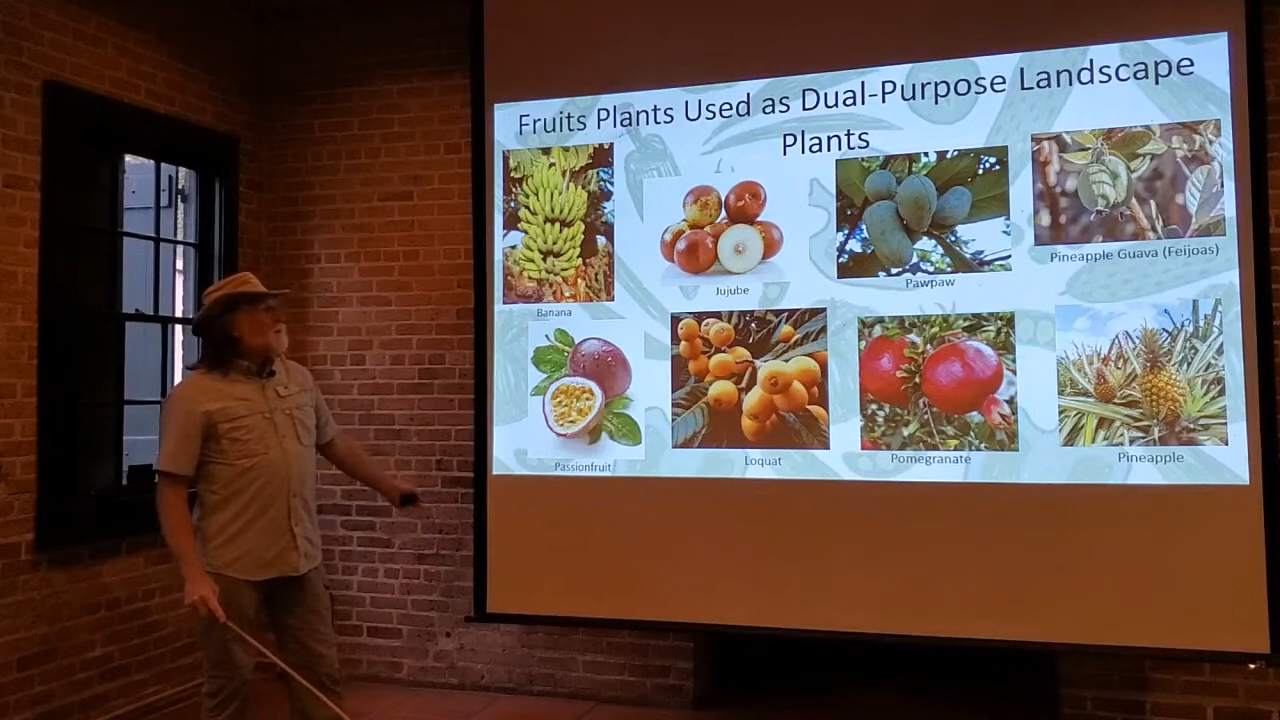 Fruits Plants Used as Dual-Purpose Landscape
Plants
Banana
Jujube
Pawpaw
Pineapple Guava (Feijoas)
Passionfruit
Loquat
Pomegranate
Pineapple